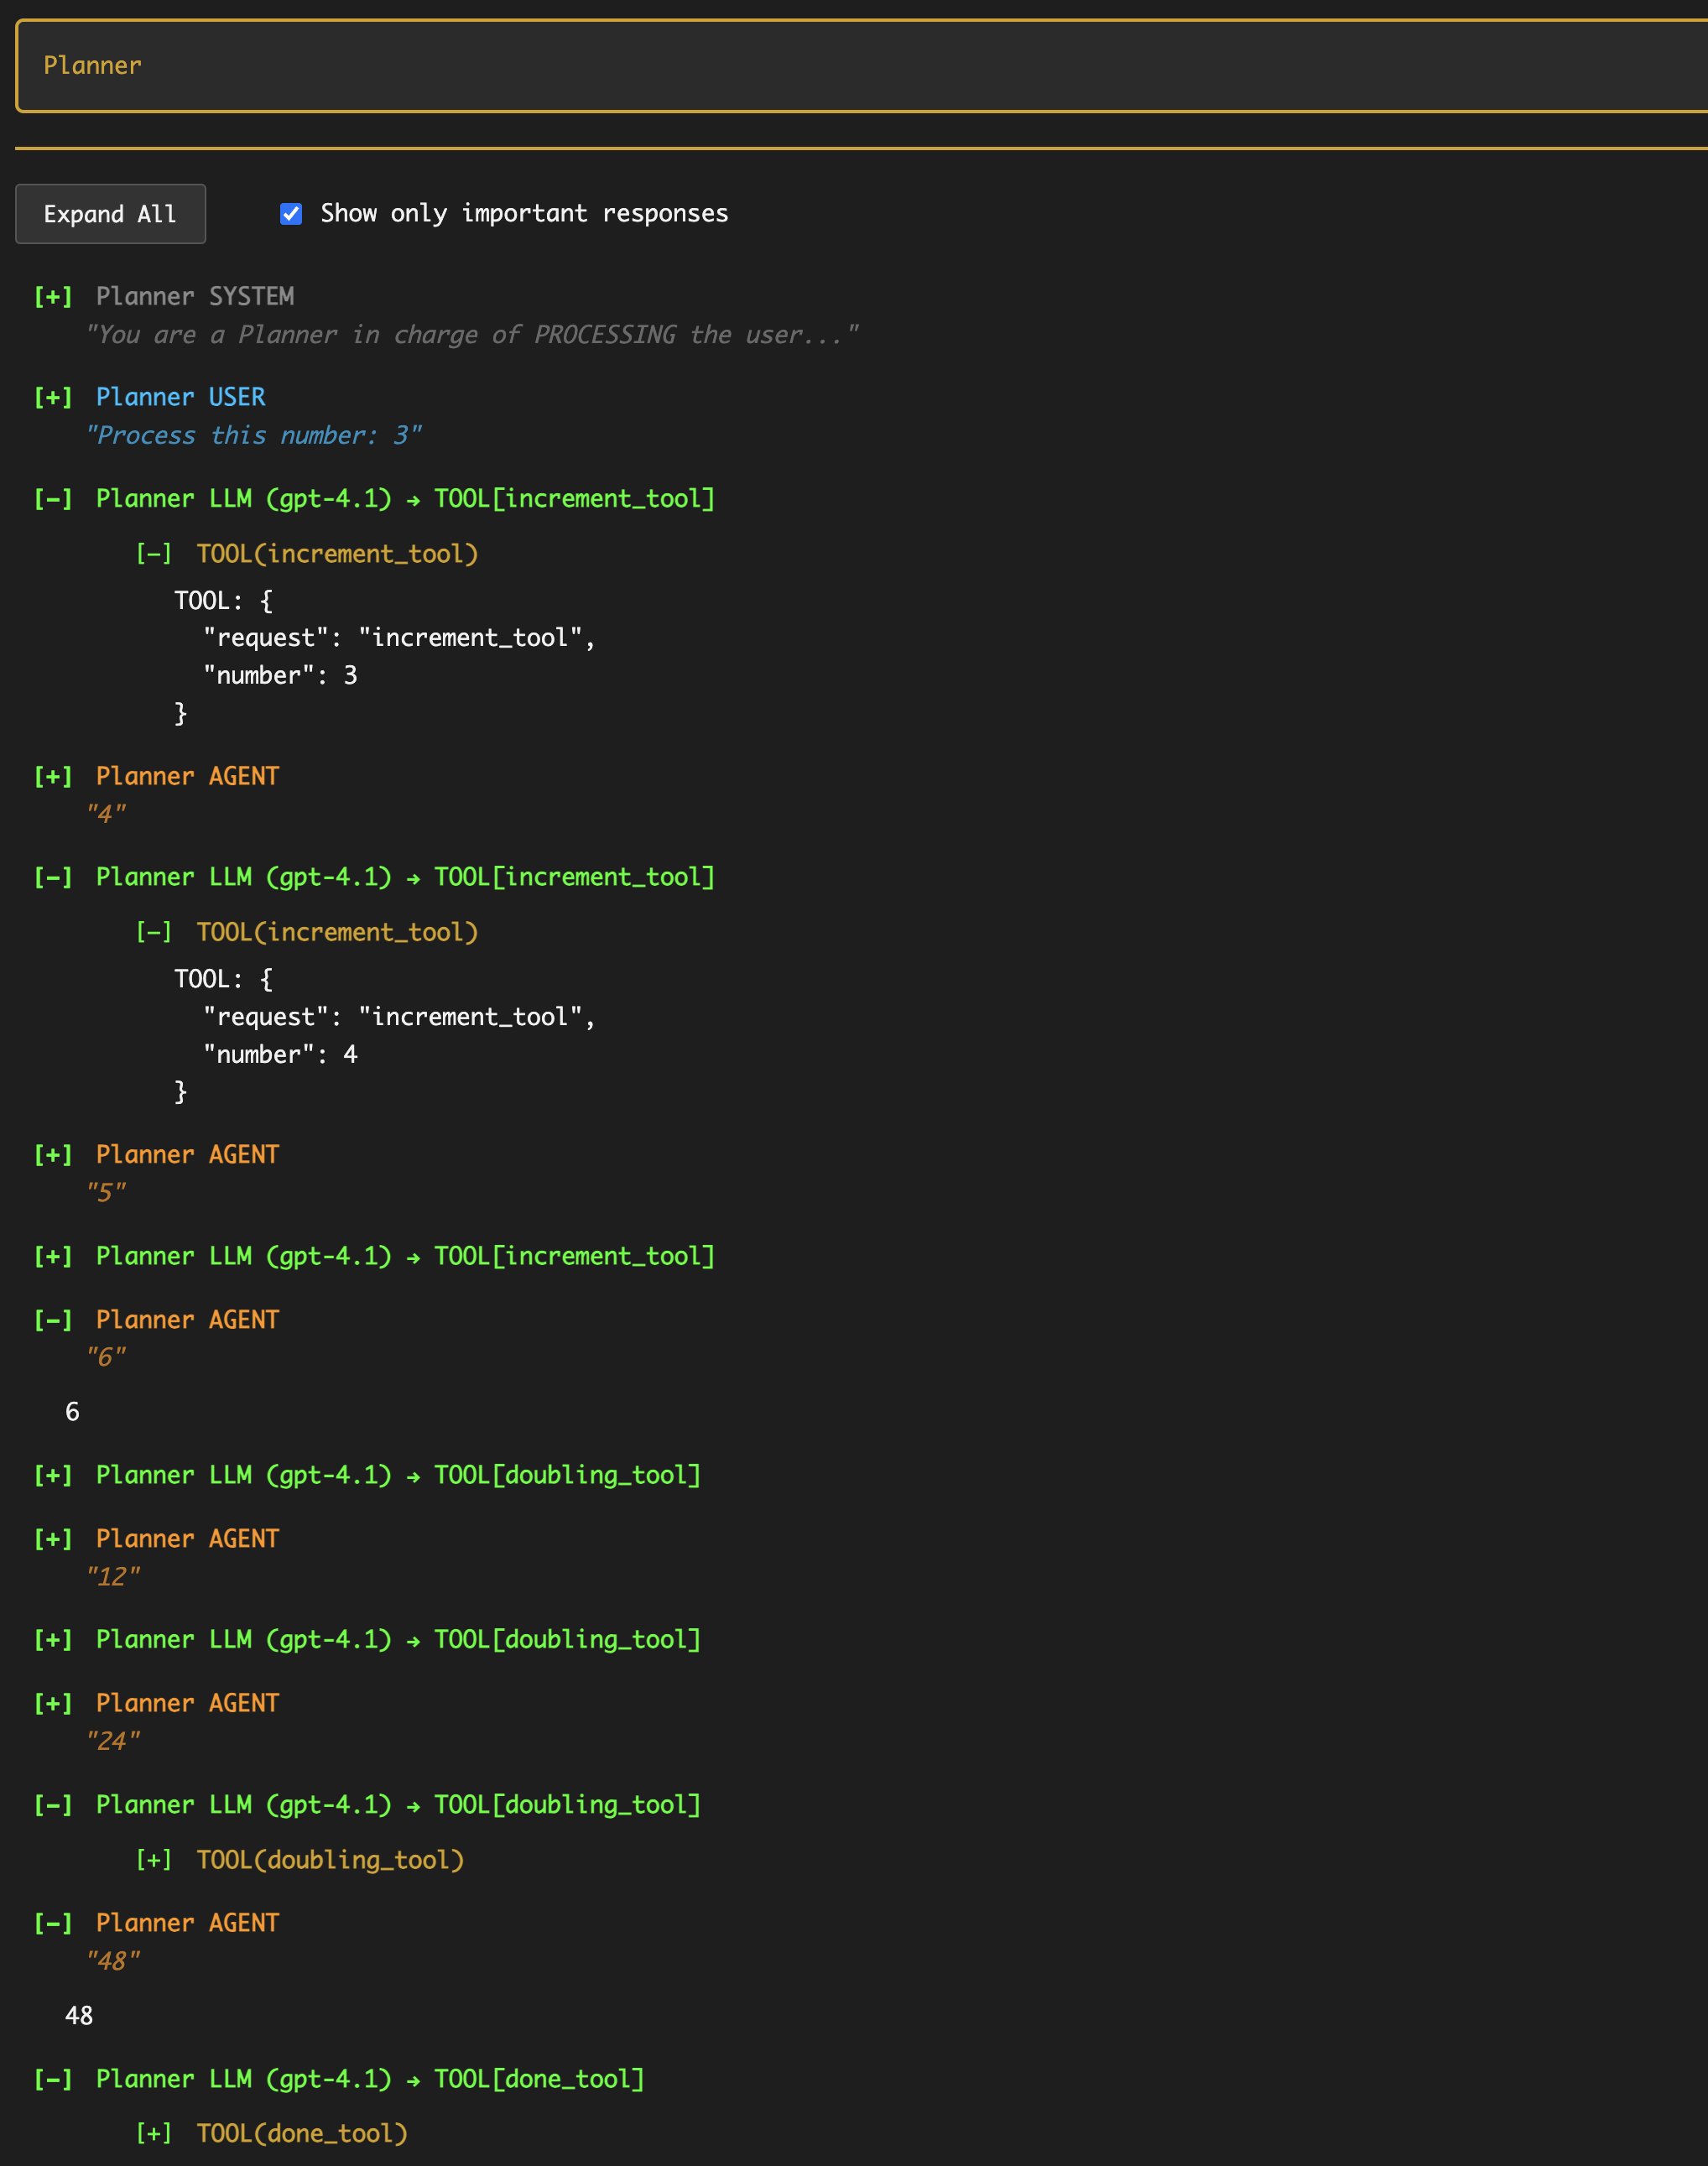 Planner
Expand All Show only important responses
[+] Planner SYSTEM
"You are a Planner in charge of PROCESSING the user..."
[+] Planner USER
"Process this number: 3"
[−] Planner LLM (gpt-4.1) → TOOL[increment_tool]
[−] TOOL(increment_tool)
TOOL: {
"request": "increment_tool",
"number": 3
}
[+] Planner AGENT
"4"
[−] Planner LLM (gpt-4.1) → TOOL[increment_tool]
[−] TOOL(increment_tool)
TOOL: {
"request": "increment_tool",
"number": 4
}
[+] Planner AGENT
"5"
[+] Planner LLM (gpt-4.1) → TOOL[increment_tool]
[−] Planner AGENT
"6"
6
[+] Planner LLM (gpt-4.1) → TOOL[doubling_tool]
[+] Planner AGENT
"12"
[+] Planner LLM (gpt-4.1) → TOOL[doubling_tool]
[+] Planner AGENT
"24"
[−] Planner LLM (gpt-4.1) → TOOL[doubling_tool]
[+] TOOL(doubling_tool)
[−] Planner AGENT
"48"
48
[−] Planner LLM (gpt-4.1) → TOOL[done_tool]
[+] TOOL(done_tool)